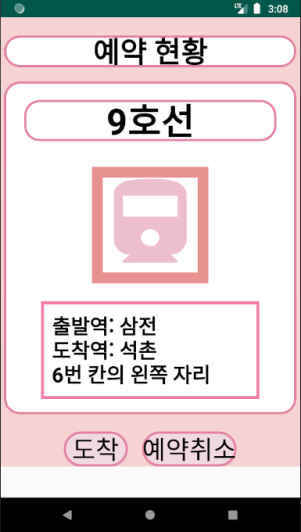 LTE 3:08
예약 현황
9호선
출발역: 삼전
도착역: 석촌
6번 칸의 왼쪽 자리
도착 예약취소